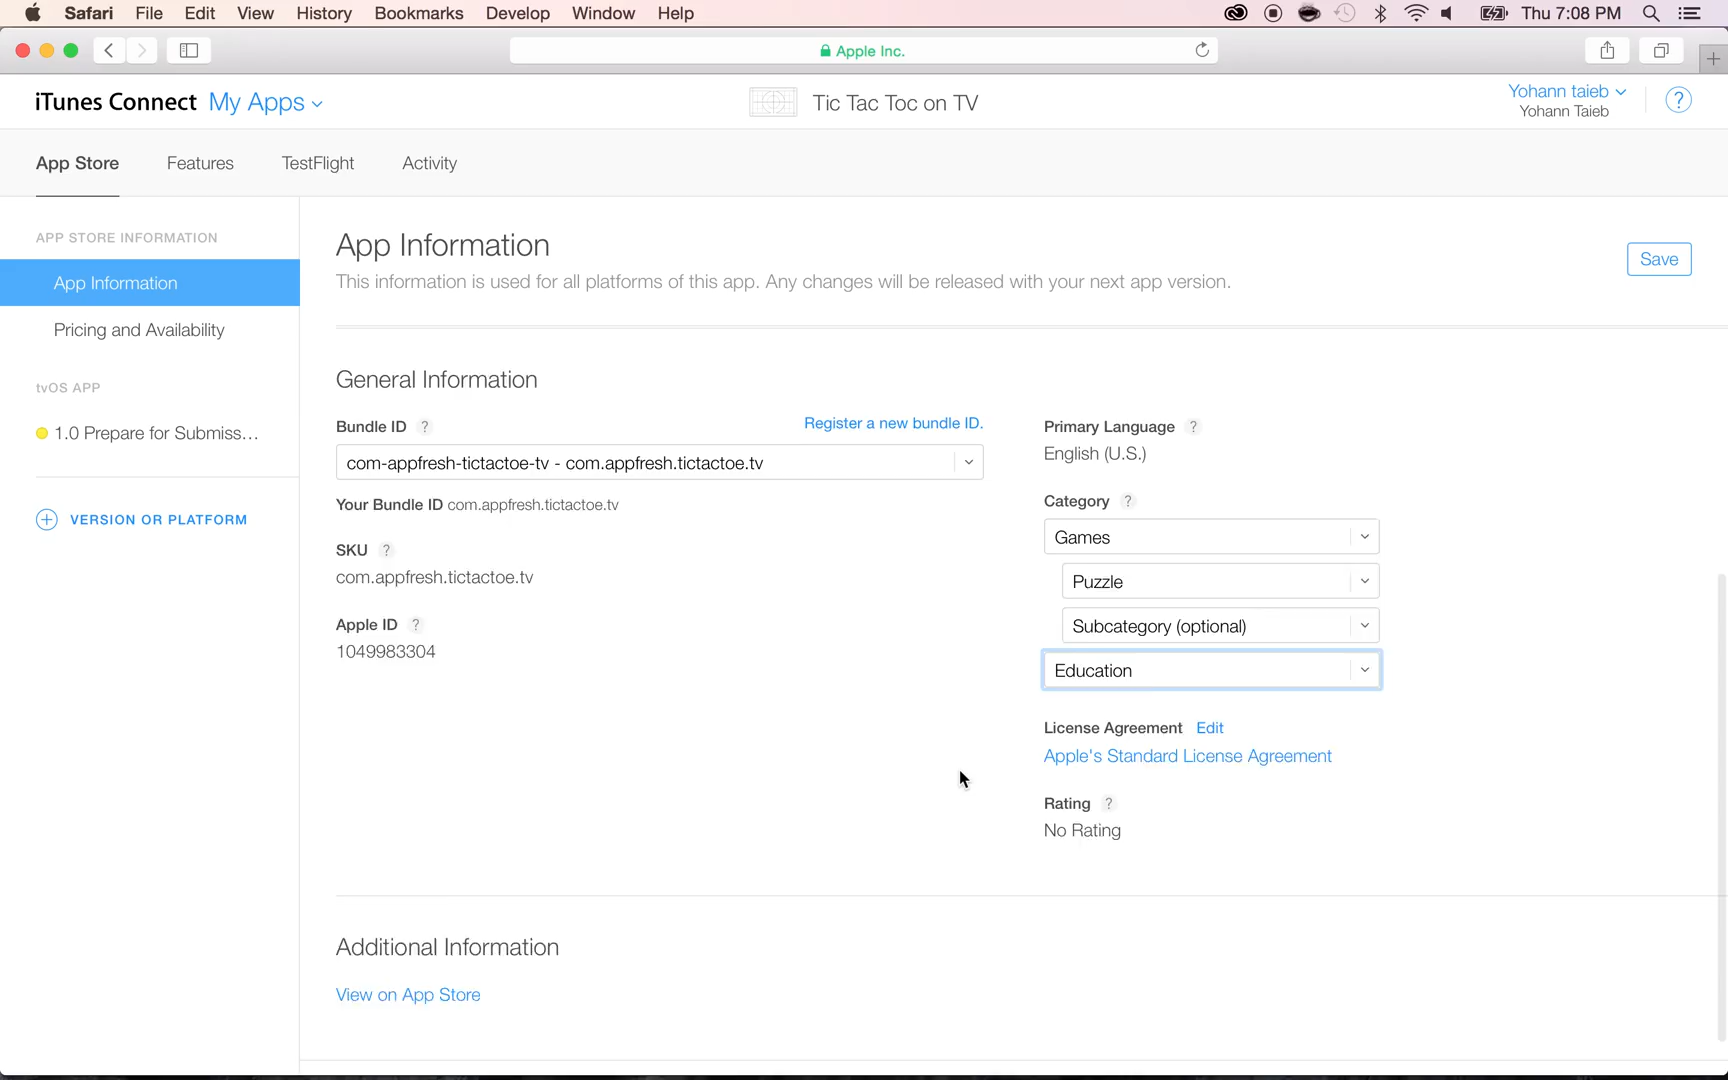 Safari File Edit View History Bookmarks Develop Window Help Thu 7:08 PM
Apple Inc.
iTunes Connect My Apps
Tic Tac Toc on TV
Yohann taieb
Yohann Taieb
?
App Store Features TestFlight Activity
APP STORE INFORMATION
App Information
Pricing and Availability
tvOS APP
1.0 Prepare for Submiss...
VERSION OR PLATFORM
App Information
Save
This information is used for all platforms of this app. Any changes will be released with your next app version.
General Information
Bundle ID ? Register a new bundle ID.
com-appfresh-tictactoe-tv - com.appfresh.tictactoe.tv
Your Bundle ID com.appfresh.tictactoe.tv
SKU ?
com.appfresh.tictactoe.tv
Apple ID ?
1049983304
Primary Language ?
English (U.S.)
Category ?
Games
Puzzle
Subcategory (optional)
Education
License Agreement Edit
Apple's Standard License Agreement
Rating ?
No Rating
Additional Information
View on App Store